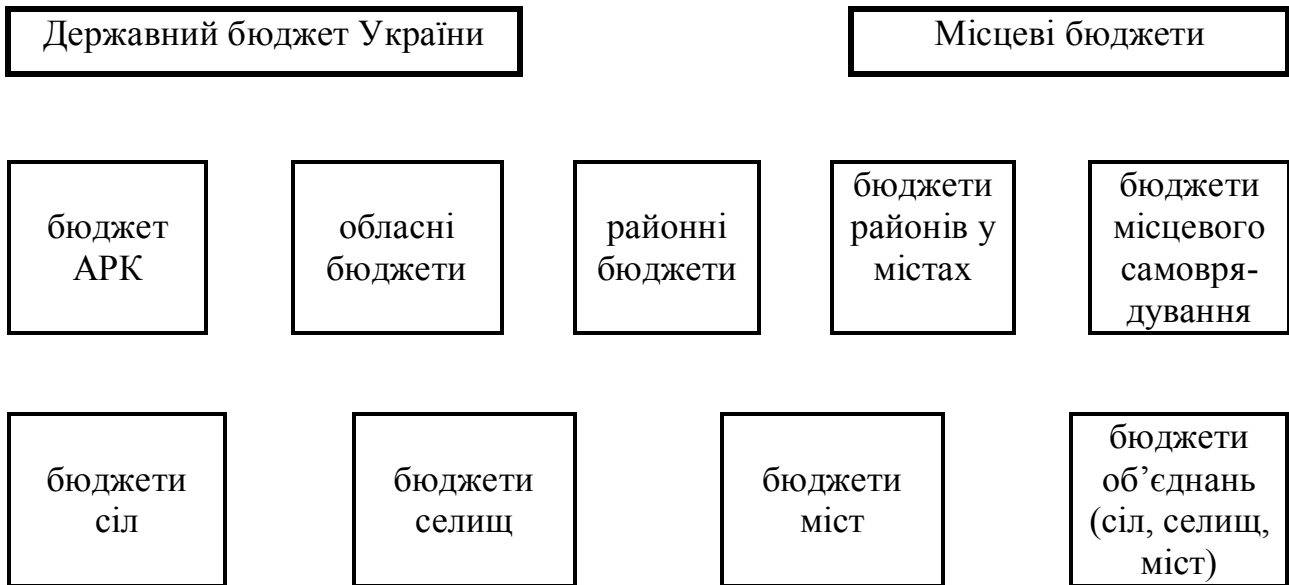 Державний бюджет України
Місцеві бюджети
бюджет
АРК
обласні
бюджети
районні
бюджети
бюджети
районів у
містах
бюджети
місцевого
самовря-
дування
бюджети
сіл
бюджети
селищ
бюджети
міст
бюджети
об’єднань
(сіл, селищ,
міст)